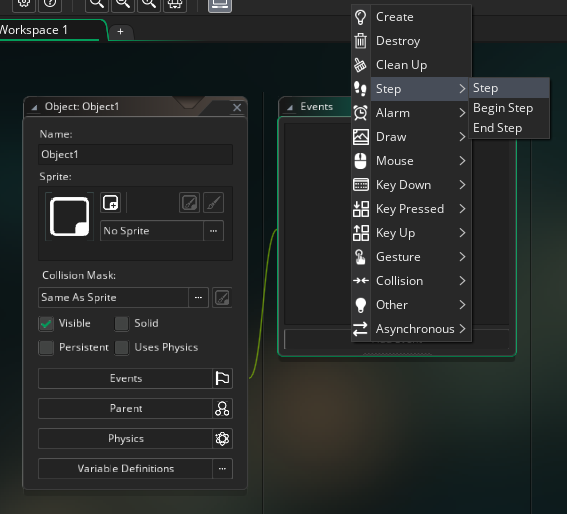 Workspace 1
+
Object: Object1
Name:
Object1
Sprite:
No Sprite
...
Collision Mask:
Same As Sprite
...
Visible
Solid
Persistent
Uses Physics
Events
Parent
Physics
Variable Definitions
...
Events
Create
Destroy
Clean Up
Step
Alarm
Draw
Mouse
Key Down
Key Pressed
Key Up
Gesture
Collision
Other
Asynchronous
Step
Begin Step
End Step